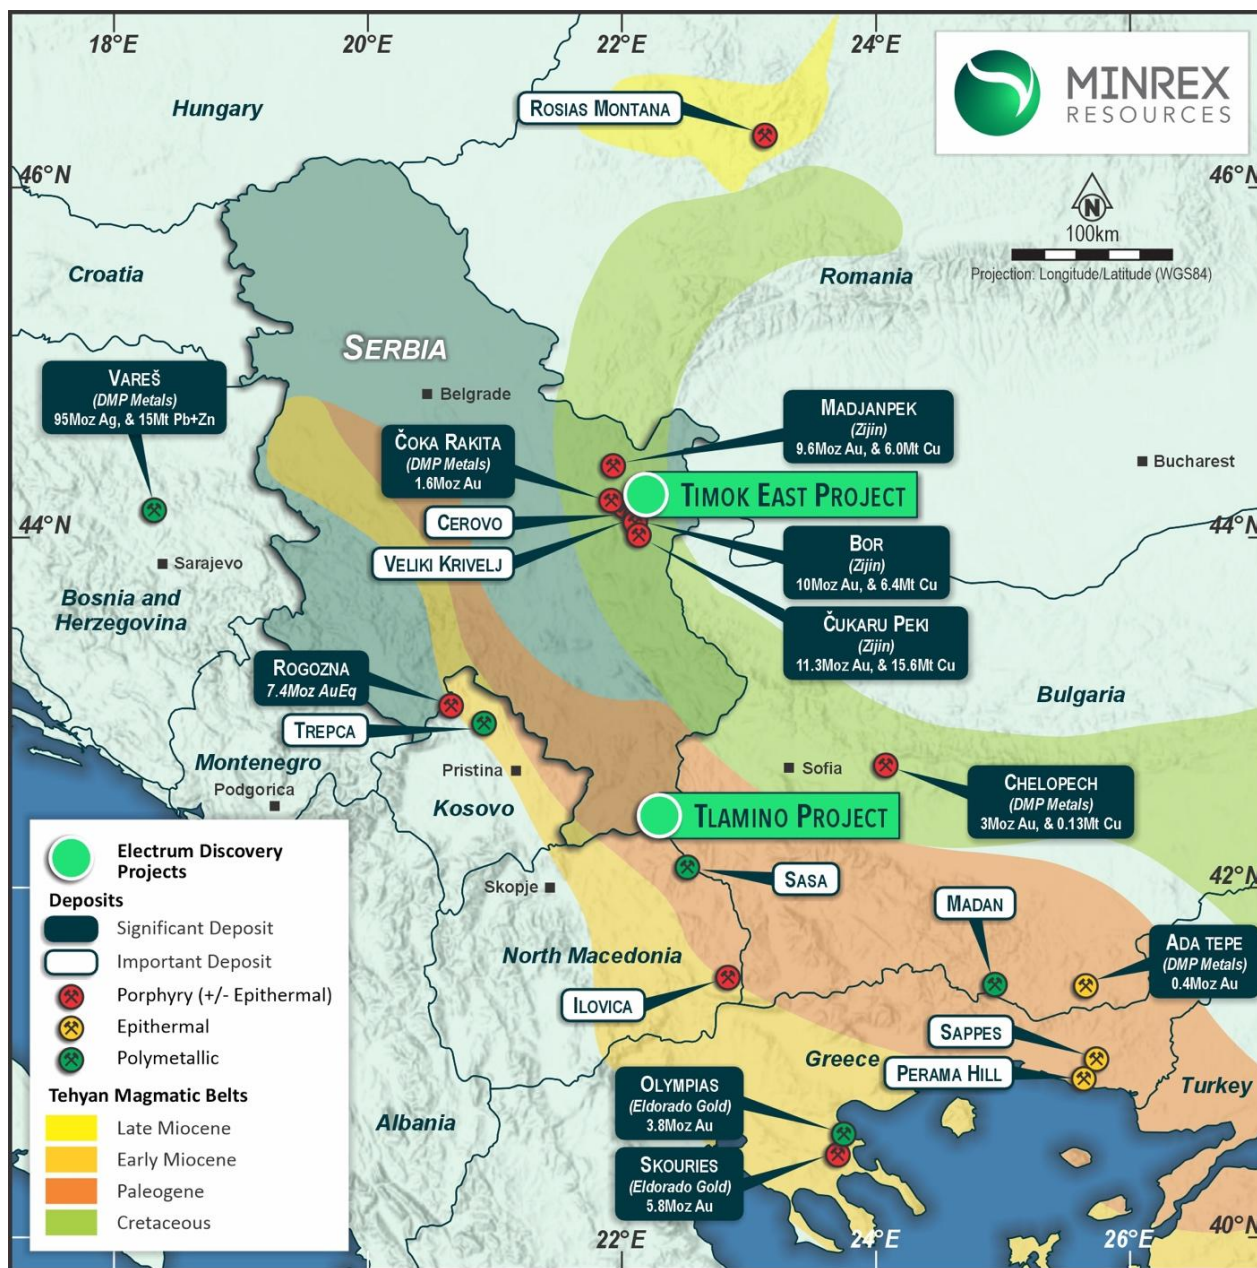 18°E
20°E
22°E
24°E
MINREX
RESOURCES
Hungary
ROSIAS MONTANA
46°N
46°N
N
100km
Projection: Longitude/Latitude (WGS84)
Croatia
Romania
SERBIA
Belgrade
VAREŠ
(DMP Metals)
95Moz Ag, & 15Mt Pb+Zn
ČOKA RAKITA
(DMP Metals)
1.6Moz Au
MADJANPEK
(Zijin)
9.6Moz Au, & 6.0Mt Cu
Bucharest
TIMOK EAST PROJECT
CEROVO
44°N
44°N
VELIKI KRIVELJ
BOR
(Zijin)
10Moz Au, & 6.4Mt Cu
Sarajevo
Bosnia and
Herzegovina
ČUKARU PEKI
(Zijin)
11.3Moz Au, & 15.6Mt Cu
ROGOZNA
7.4Moz AuEq
TREPCA
Bulgaria
Montenegro
Podgorica
Pristina
Kosovo
Sofia
CHELOPECH
(DMP Metals)
3Moz Au, & 0.13Mt Cu
TLAMINO PROJECT
Skopje
SASA
42°N
MADAN
North Macedonia
ILOVICA
ADA TEPE
(DMP Metals)
0.4Moz Au
SAPPES
Greece
PERAMA HILL
Turkey
OLYMPIAS
(Eldorado Gold)
3.8Moz Au
Albania
SKOURIES
(Eldorado Gold)
5.8Moz Au
22°E
24°E
26°E
40°N
Electrum Discovery
Projects
Deposits
Significant Deposit
Important Deposit
Porphyry (+/- Epithermal)
Epithermal
Polymetallic
Tehyan Magmatic Belts
Late Miocene
Early Miocene
Paleogene
Cretaceous